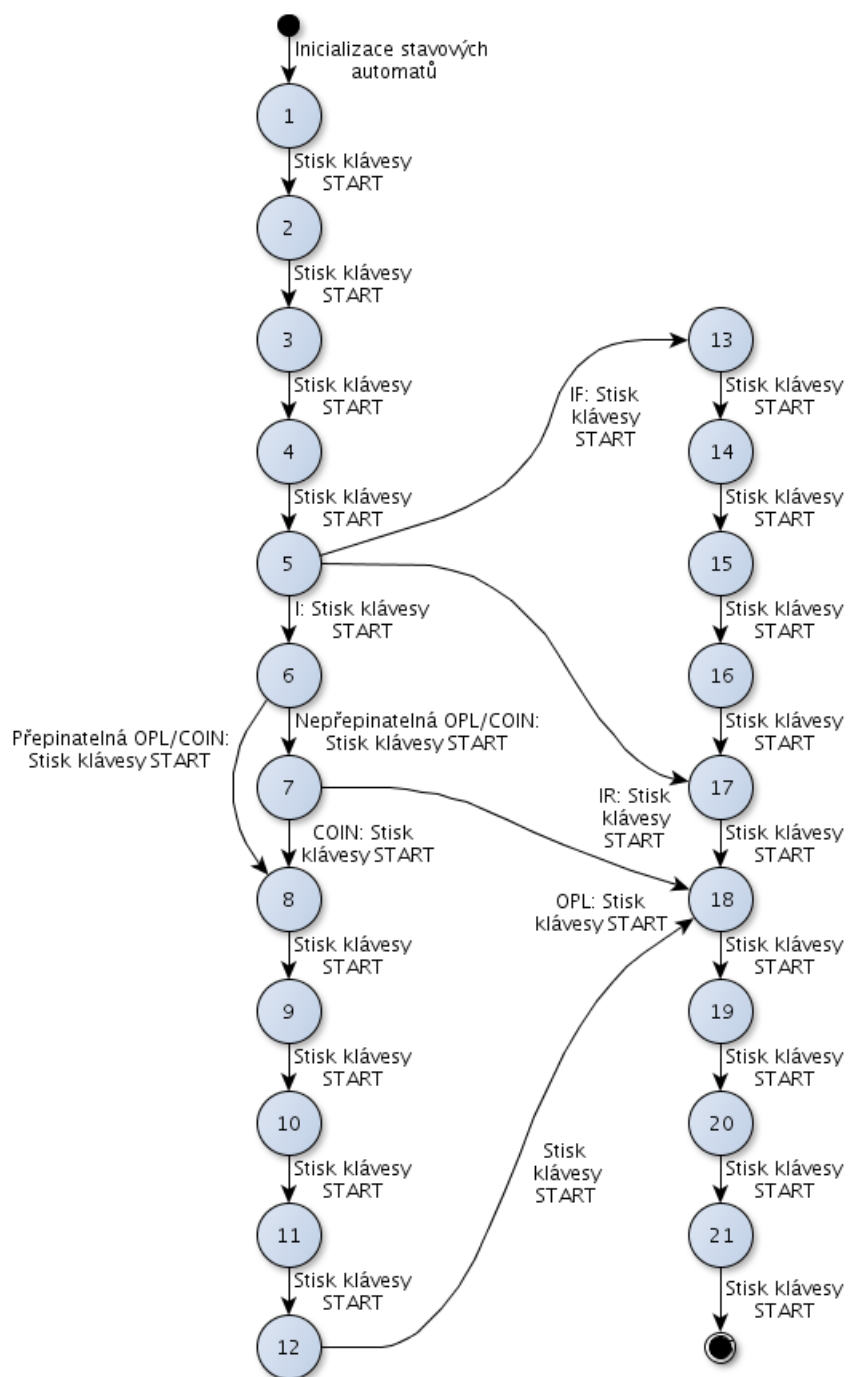 Inicializace stavových
automatů
1
Stisk klávesy
START
2
Stisk klávesy
START
3
Stisk klávesy
START
4
Stisk klávesy
START
5
I: Stisk klávesy
START
6
Přepinatelná OPL/COIN:
Stisk klávesy START
Nepřepinatelná OPL/COIN:
Stisk klávesy START
7
COIN: Stisk
klávesy START
8
Stisk klávesy
START
9
Stisk klávesy
START
10
Stisk klávesy
START
11
Stisk klávesy
START
12
IF: Stisk
klávesy
START
IR: Stisk
klávesy
START
OPL: Stisk
klávesy START
Stisk
klávesy
START
13
Stisk klávesy
START
14
Stisk klávesy
START
15
Stisk klávesy
START
16
Stisk klávesy
START
17
Stisk klávesy
START
18
Stisk klávesy
START
19
Stisk klávesy
START
20
Stisk klávesy
START
21
Stisk klávesy
START